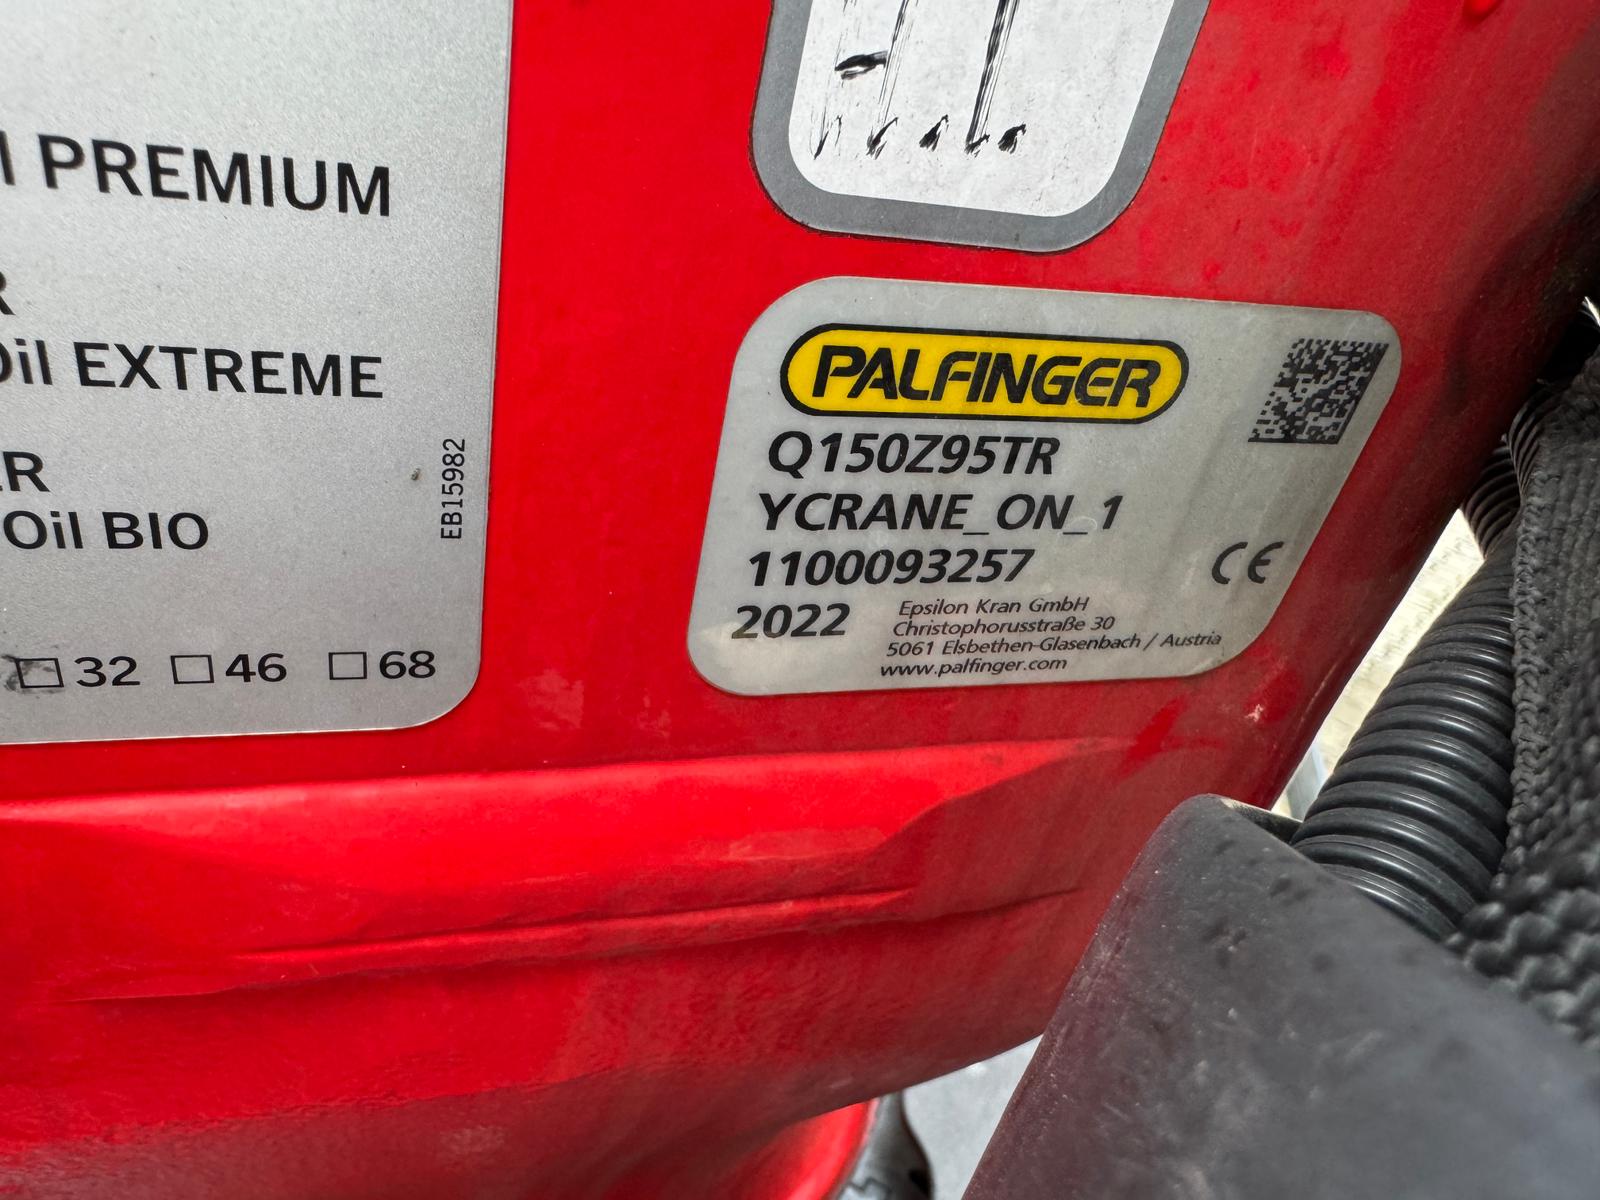 PREMIUM
R
Oil EXTREME
ER
Oil BIO
EB15982
32 46 68
PALFINGER
Q150Z95TR
YCRANE_ON_1
1100093257
2022
CE
Epsilon Kran GmbH
Christophorusstraße 30
5061 Elsbethen-Glasenbach / Austria
www.palfinger.com